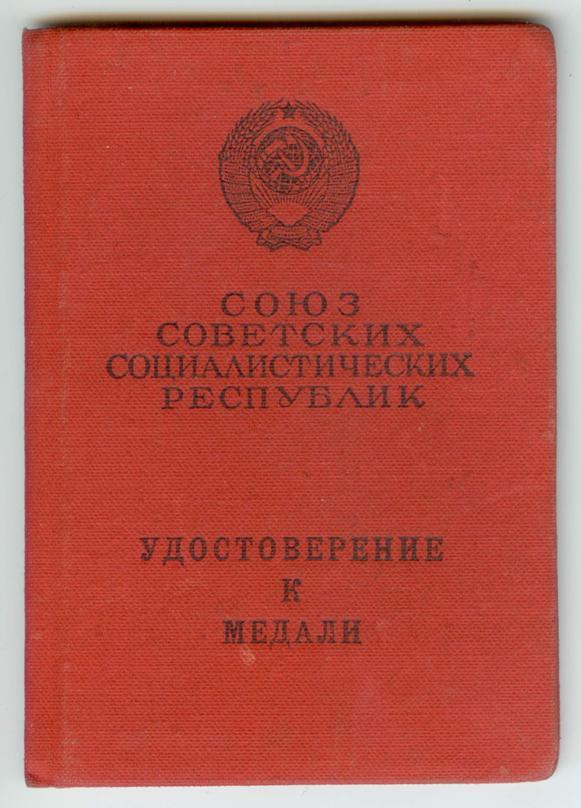 СОЮЗ
СОВЕТСКИХ
СОЦИАЛИСТИЧЕСКИХ
РЕСПУБЛИК
УДОСТОВЕРЕНИЕ
К
МЕДАЛИ